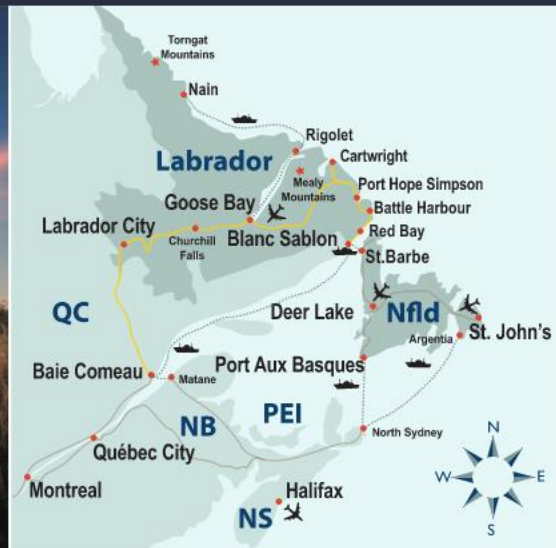 Torngat
Mountains
Nain
Rigolet
Labrador
Cartwright
Mealy
Mountains
Port Hope Simpson
Goose Bay
Battle Harbour
Labrador City
Churchill
Falls
Blanc Sablon
Red Bay
St.Barbe
QC
Deer Lake
Nfld
St. John's
Argentia
Baie Comeau
Matane
Port Aux Basques
PEI
NB
North Sydney
Québec City
Montreal
Halifax
NS
N
W
E
S